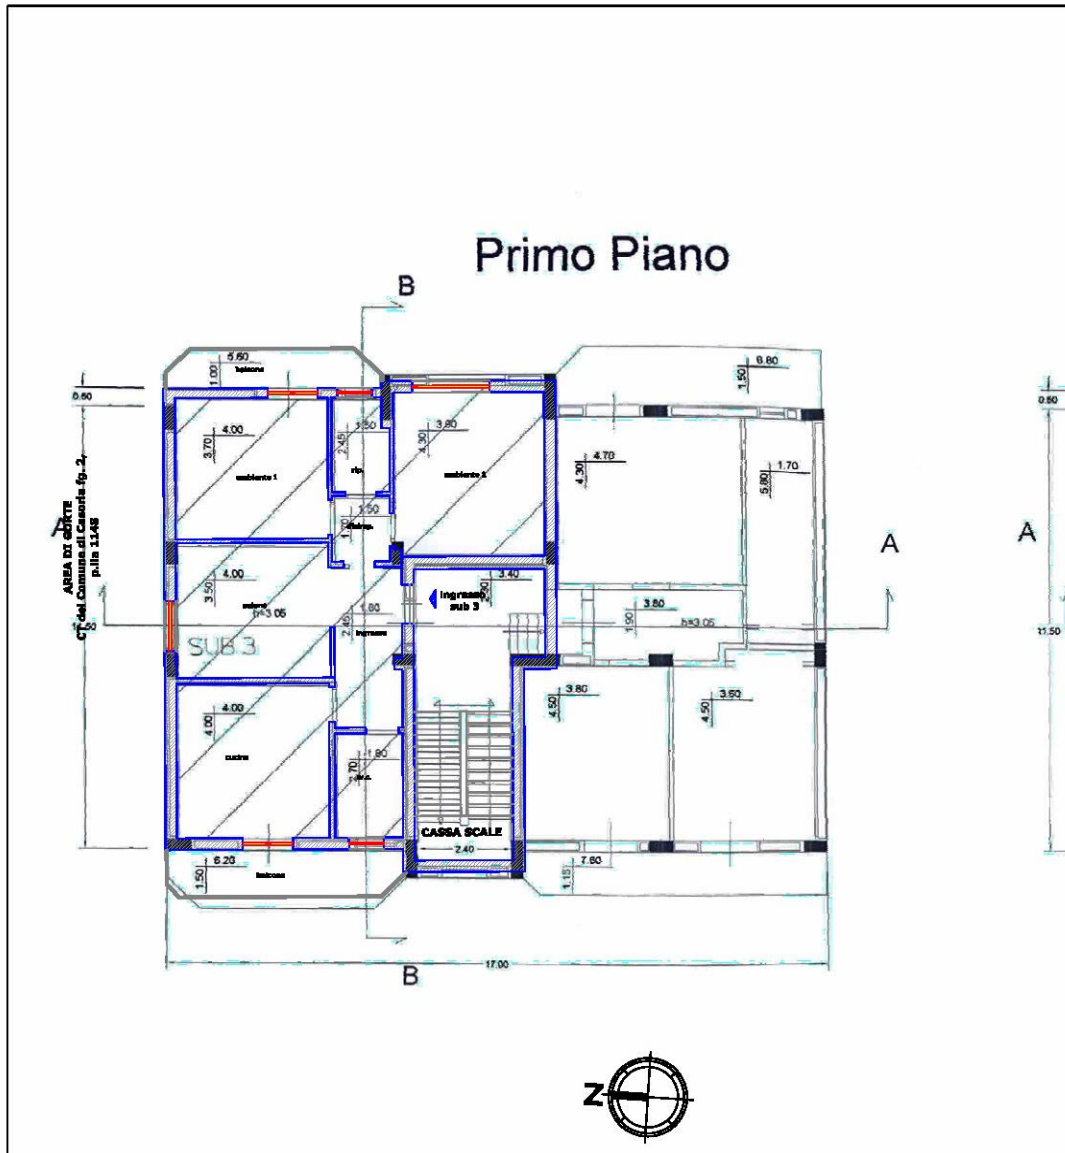 Primo Piano
B
5.60
1.00
balcone
6.80
1.50
0.60
0.60
4.00
3.70
ambiente 1
1.50
2.45
rip.
3.80
4.30
ambiente 2
4.70
4.30
1.70
5.80
AREA DI CORTE
CT del Comune di Casoria fg. 2,
p.lla 1148
A
1.50
disimp.
A
A
4.00
3.50
salone
h=3.05
SUB 3
1.80
2.45
ingresso
3.40
Ingresso
sub 3
3.80
1.90
h=3.05
11.50
4.00
4.00
cucina
1.80
w.c.
3.80
4.50
3.50
4.50
CASSA SCALE
2.40
6.20
1.50
balcone
7.60
1.15
17.00
B
Z